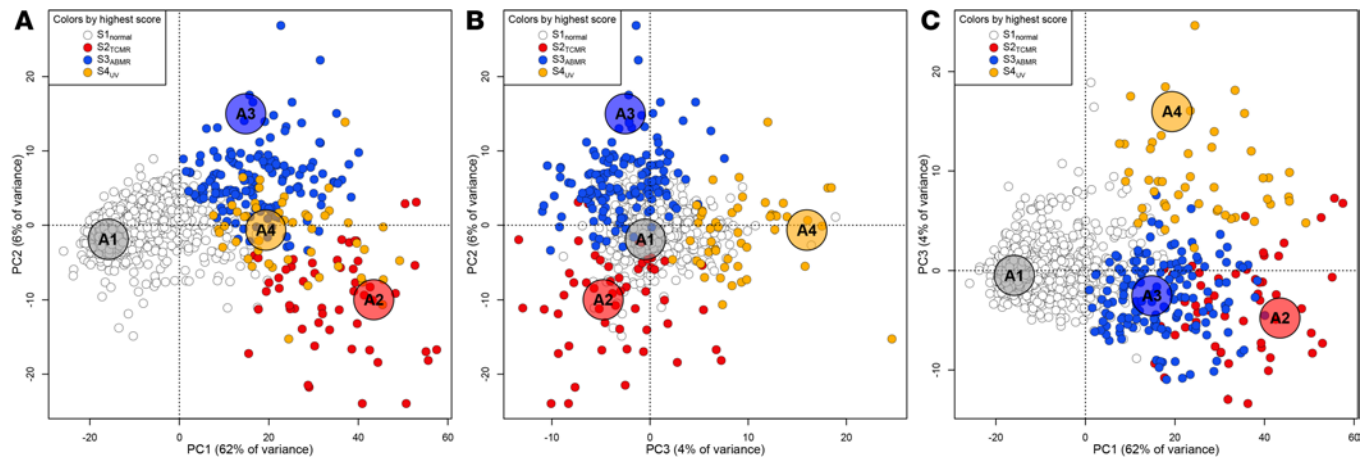 A
Colors by highest score
S1normal
S2TCMR
S3ABMR
S4UV
A3
A1
A4
A2
20
10
0
-10
-20
PC2 (6% of variance)
-20
0
20
40
60
PC1 (62% of variance)
B
Colors by highest score
S1normal
S2TCMR
S3ABMR
S4UV
A3
A1
A4
A2
20
10
0
-10
-20
PC2 (6% of variance)
-10
0
10
20
PC3 (4% of variance)
C
Colors by highest score
S1normal
S2TCMR
S3ABMR
S4UV
A4
A1
A3
A2
20
10
0
-10
PC3 (4% of variance)
-20
0
20
40
60
PC1 (62% of variance)